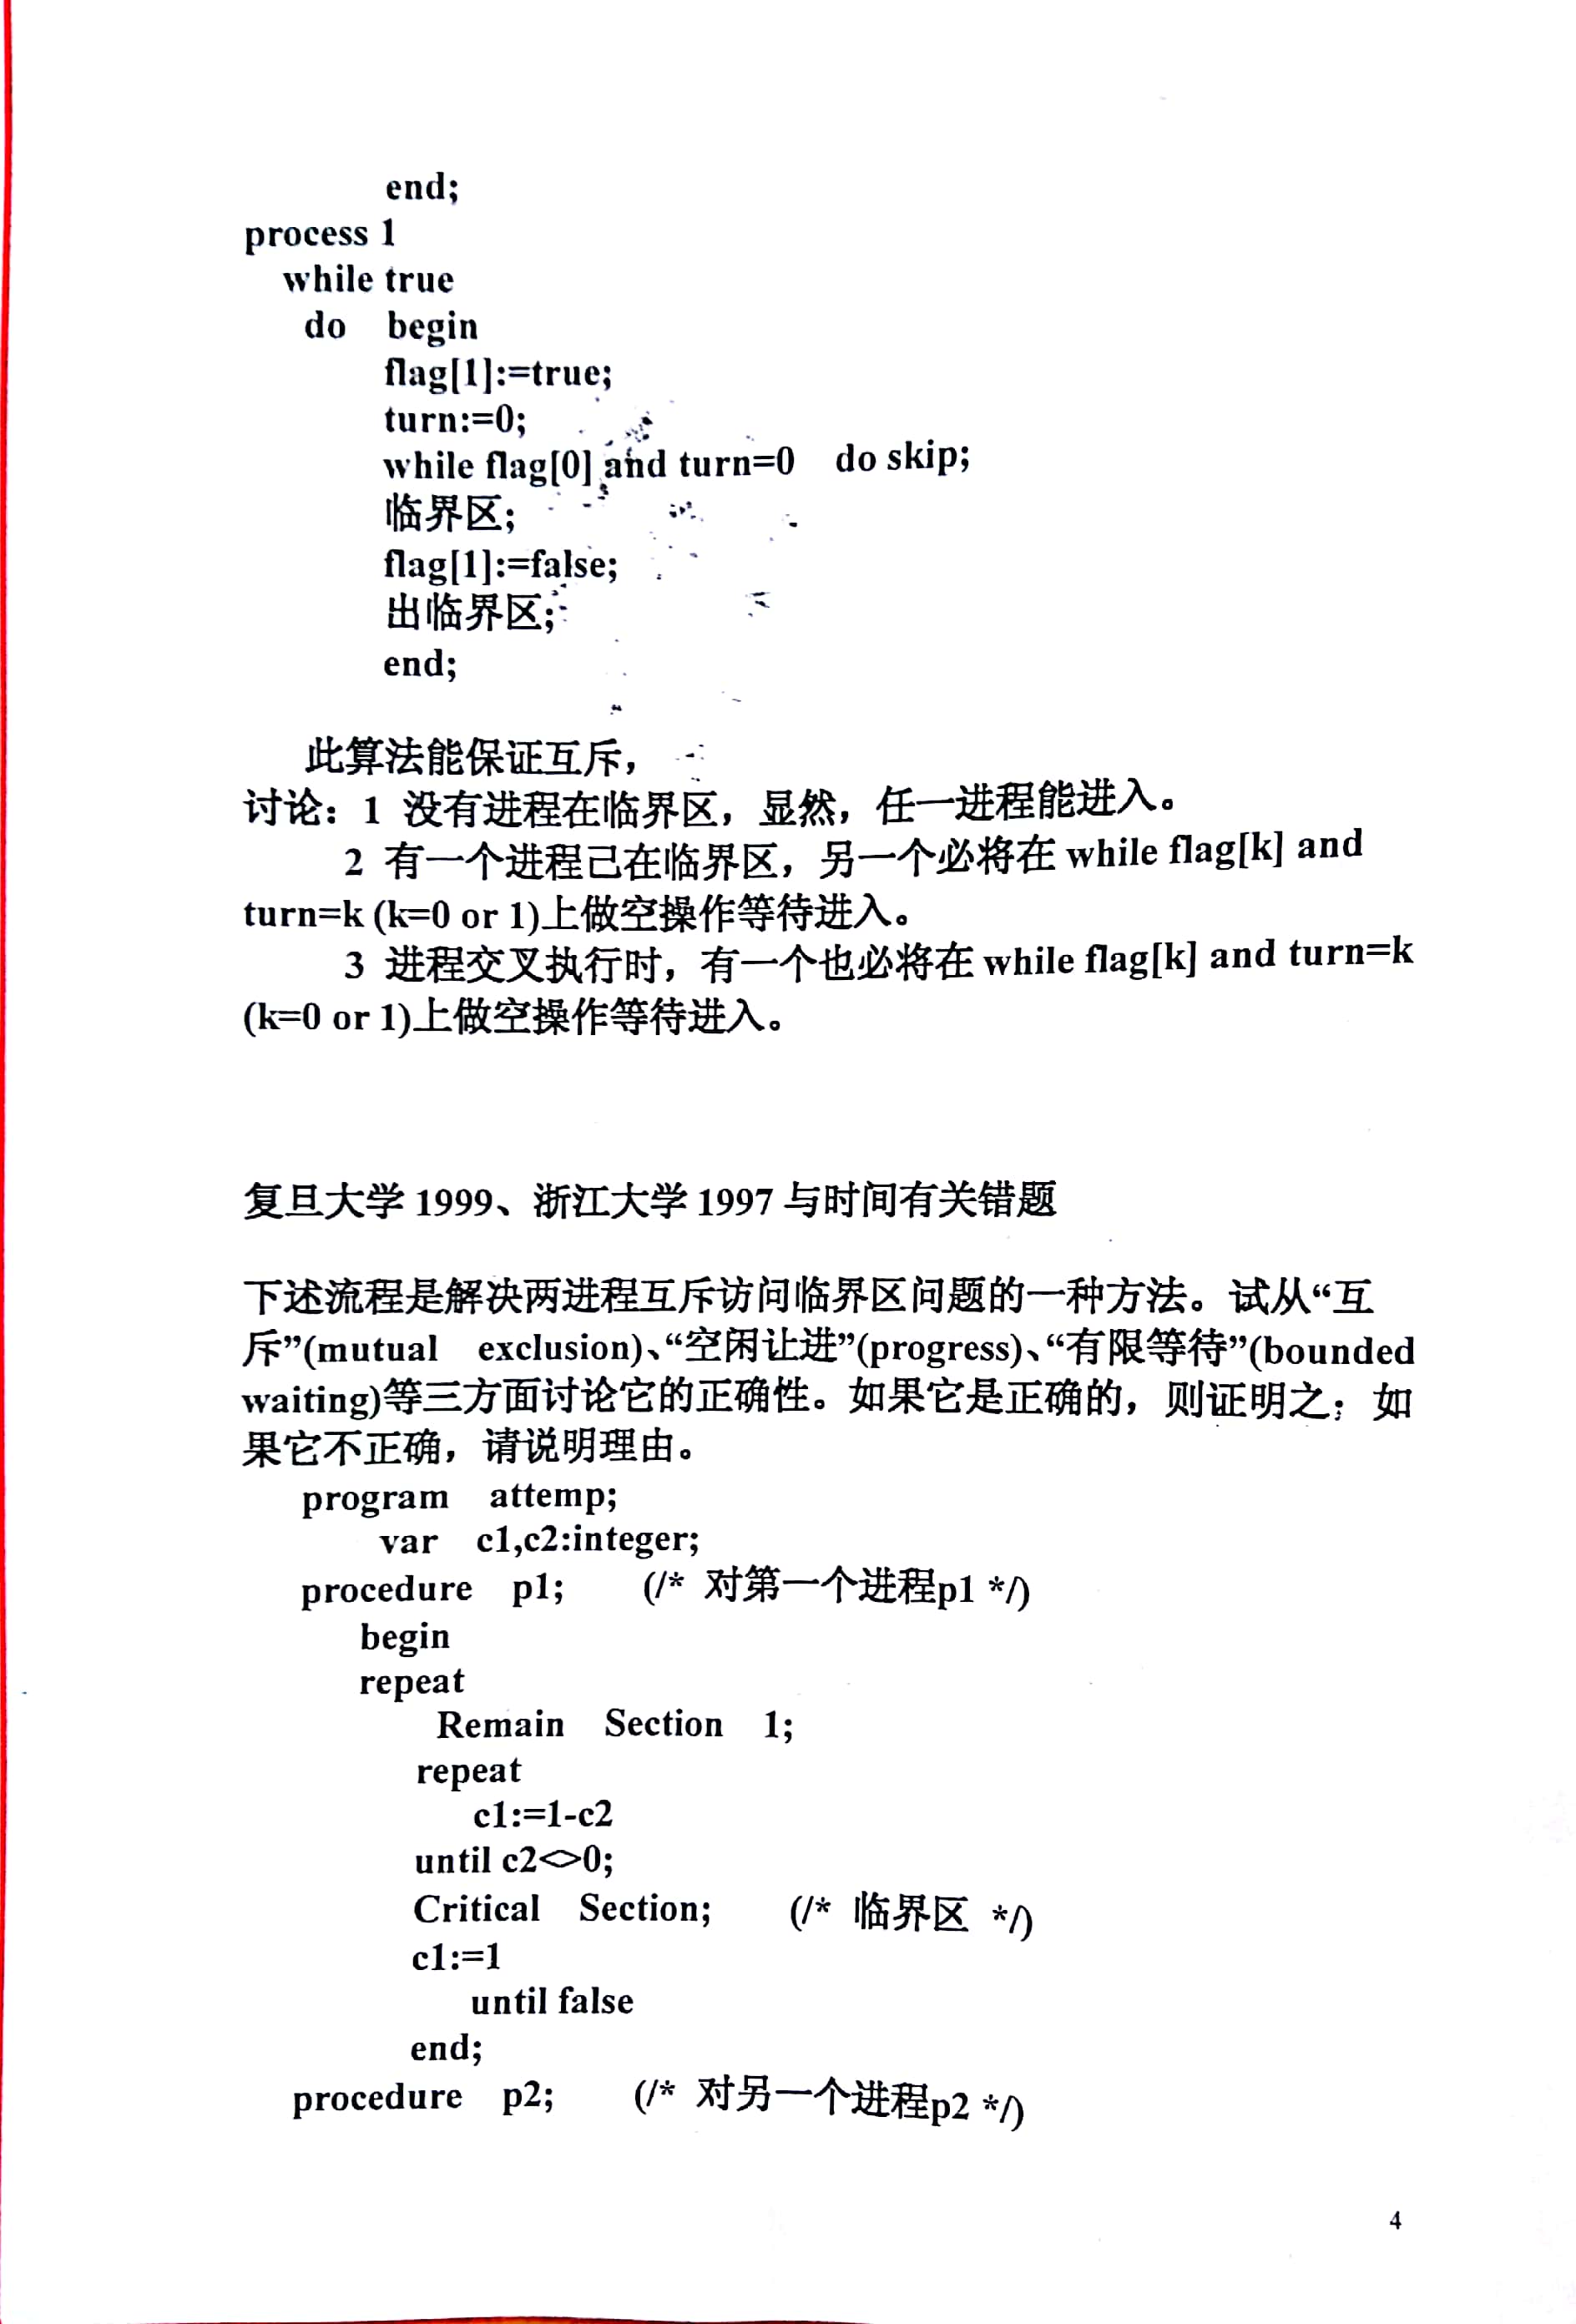 end;
process 1
while true
do begin
flag[1]:=true;
turn:=0;
while flag[0] and turn=0 do skip;
临界区;
flag[1]:=false;
出临界区;
end;
此算法能保证互斥，
讨论：1 没有进程在临界区，显然，任一进程能进入。
2 有一个进程已在临界区，另一个必将在 while flag[k] and
turn=k (k=0 or 1)上做空操作等待进入。
3 进程交叉执行时，有一个也必将在 while flag[k] and turn=k
(k=0 or 1)上做空操作等待进入。
复旦大学 1999、浙江大学 1997 与时间有关错题
下述流程是解决两进程互斥访问临界区问题的一种方法。试从“互
斥”(mutual exclusion)、“空闲让进”(progress)、“有限等待”(bounded
waiting)等三方面讨论它的正确性。如果它是正确的，则证明之；如
果它不正确，请说明理由。
program attemp;
var c1,c2:integer;
procedure p1; (/* 对第一个进程p1 */)
begin
repeat
Remain Section 1;
repeat
c1:=1-c2
until c2<>0;
Critical Section; (/* 临界区 */)
c1:=1
until false
end;
procedure p2; (/* 对另一个进程p2 */)
4